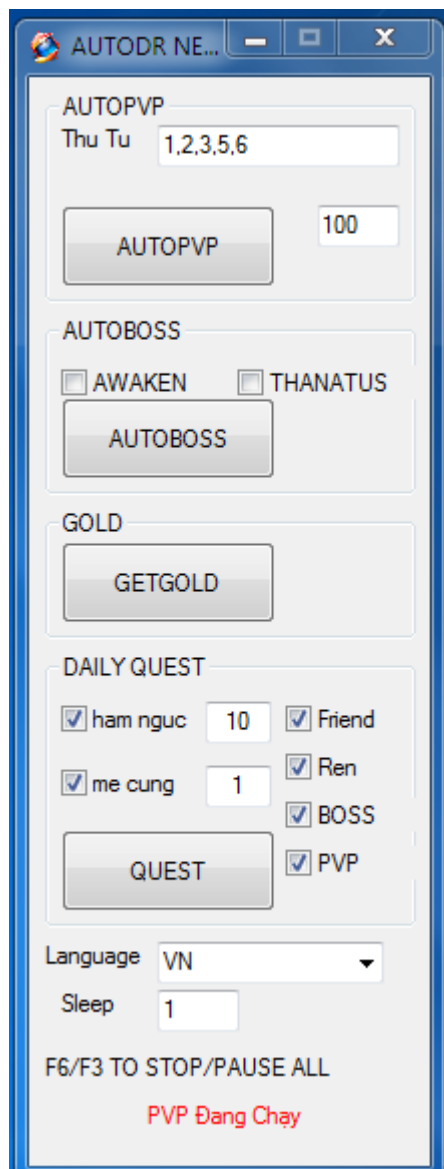 AUTODR NE...
AUTOPVP
Thu Tu 1,2,3,5,6
AUTOPVP 100
AUTOBOSS
AWAKEN THANATUS
AUTOBOSS
GOLD
GETGOLD
DAILY QUEST
ham nguc 10 Friend
Ren
me cung 1
BOSS
QUEST PVP
Language VN
Sleep 1
F6/F3 TO STOP/PAUSE ALL
PVP Đang Chạy